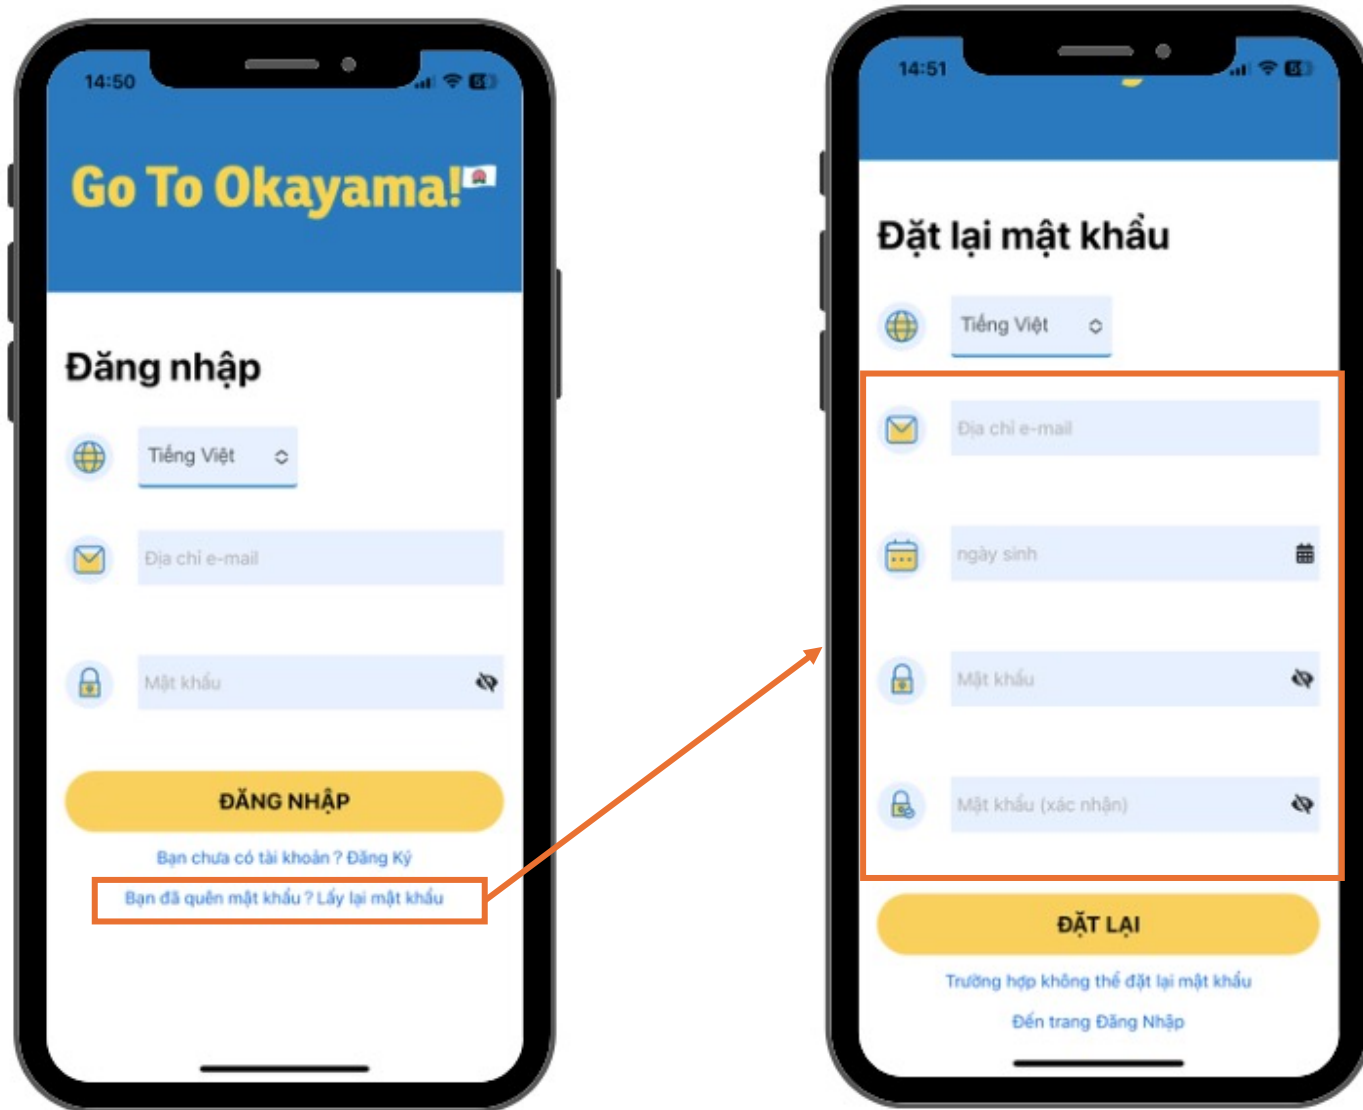 14:50
Go To Okayama!
Đăng nhập
Tiếng Việt
Địa chỉ e-mail
Mật khẩu
ĐĂNG NHẬP
Bạn chưa có tài khoản ? Đăng Ký
Bạn đã quên mật khẩu ? Lấy lại mật khẩu
14:51
Đặt lại mật khẩu
Tiếng Việt
Địa chỉ e-mail
ngày sinh
Mật khẩu
Mật khẩu (xác nhận)
ĐẶT LẠI
Trường hợp không thể đặt lại mật khẩu
Đến trang Đăng Nhập